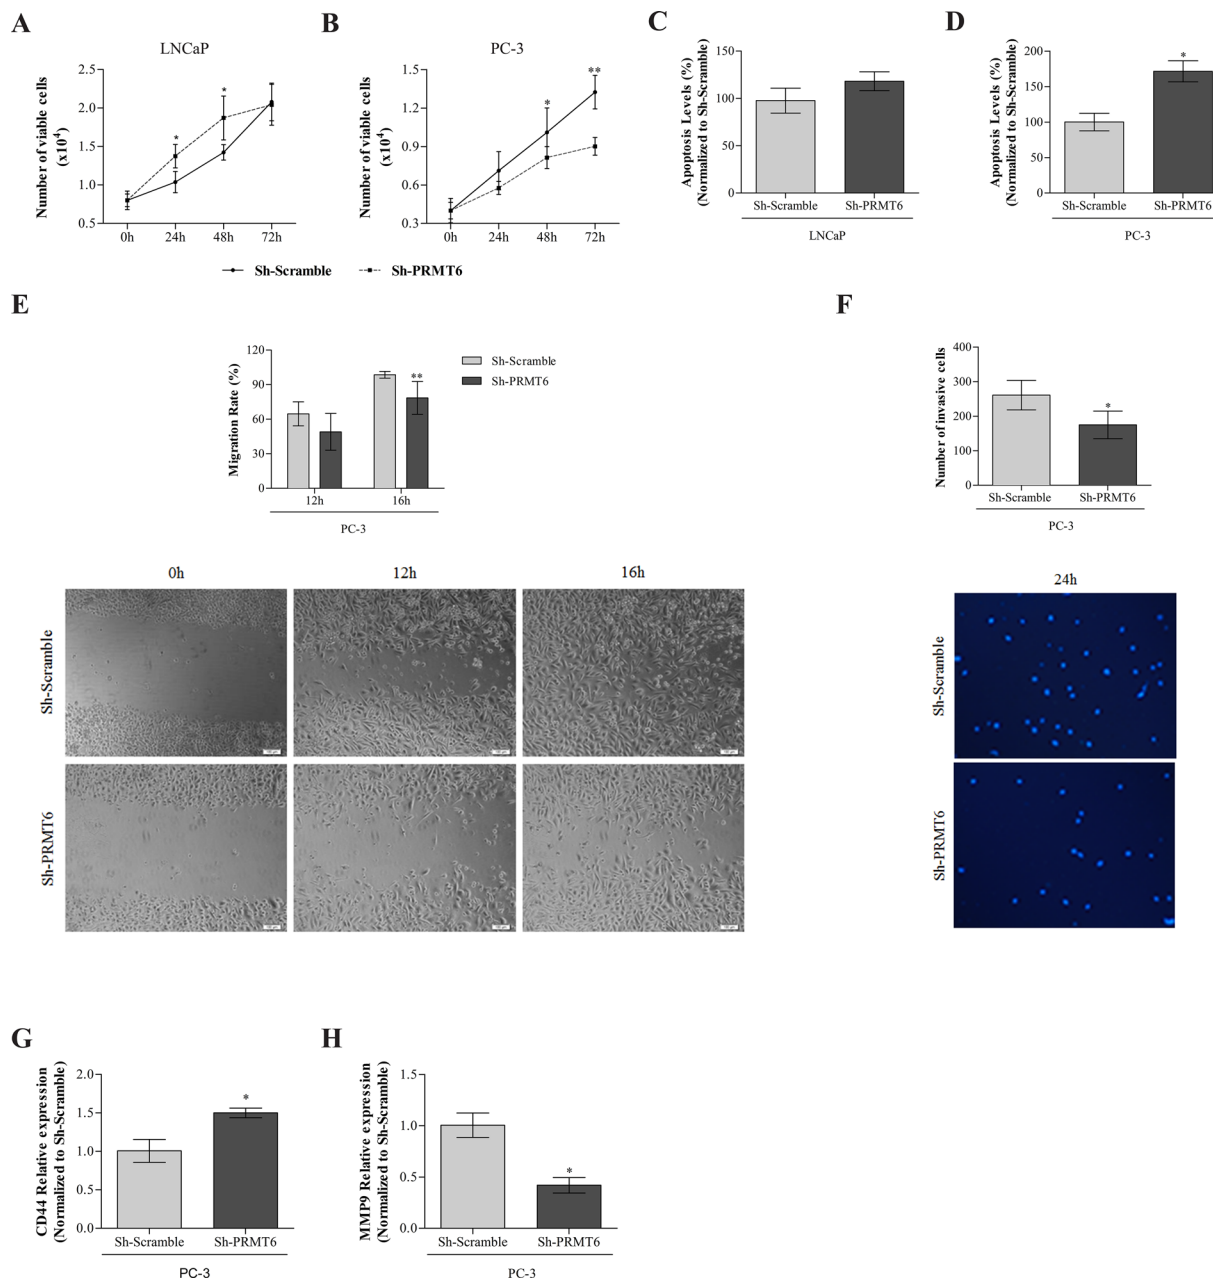 A
B
C
D
LNCaP
Number of viable cells
(x10⁴)
2.5
2.0
1.5
1.0
0.5
*
*
0h
24h
48h
72h
PC-3
Number of viable cells
(x10⁴)
1.5
1.2
0.9
0.6
0.3
*
**
0h
24h
48h
72h
Sh-Scramble
Sh-PRMT6
Apoptosis Levels (%)
(Normalized to Sh-Scramble)
150
100
50
0
Sh-Scramble
Sh-PRMT6
LNCaP
Apoptosis Levels (%)
(Normalized to Sh-Scramble)
200
150
100
50
0
*
Sh-Scramble
Sh-PRMT6
PC-3
E
Migration Rate (%)
120
90
60
30
0
**
12h
16h
PC-3
Sh-Scramble
Sh-PRMT6
0h
12h
16h
Sh-Scramble
Sh-PRMT6
F
Number of invasive cells
400
300
200
100
0
*
Sh-Scramble
Sh-PRMT6
PC-3
24h
Sh-Scramble
Sh-PRMT6
G
CD44 Relative expression
(Normalized to Sh-Scramble)
2.0
1.5
1.0
0.5
0.0
*
Sh-Scramble
Sh-PRMT6
PC-3
H
MMP9 Relative expression
(Normalized to Sh-Scramble)
1.5
1.0
0.5
0.0
*
Sh-Scramble
Sh-PRMT6
PC-3